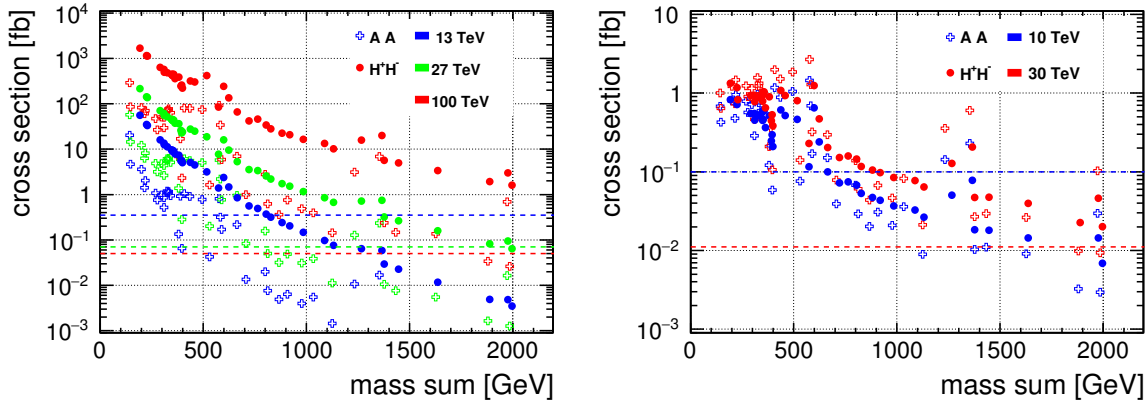 cross section [fb]
10⁴
10³
10²
10
1
10⁻¹
10⁻²
10⁻³
A A
H⁺H⁻
13 TeV
27 TeV
100 TeV
0 500 1000 1500 2000
mass sum [GeV]
cross section [fb]
10
1
10⁻¹
10⁻²
10⁻³
A A
H⁺H⁻
10 TeV
30 TeV
0 500 1000 1500 2000
mass sum [GeV]